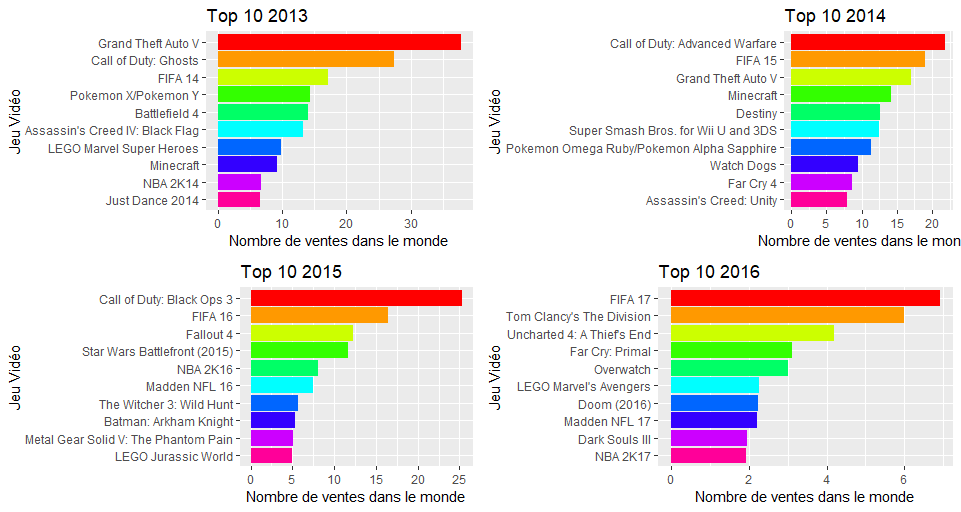 Top 10 2013
Jeu Vidéo
Grand Theft Auto V
Call of Duty: Ghosts
FIFA 14
Pokemon X/Pokemon Y
Battlefield 4
Assassin's Creed IV: Black Flag
LEGO Marvel Super Heroes
Minecraft
NBA 2K14
Just Dance 2014
0 10 20 30
Nombre de ventes dans le monde
Top 10 2014
Jeu Vidéo
Call of Duty: Advanced Warfare
FIFA 15
Grand Theft Auto V
Minecraft
Destiny
Super Smash Bros. for Wii U and 3DS
Pokemon Omega Ruby/Pokemon Alpha Sapphire
Watch Dogs
Far Cry 4
Assassin's Creed: Unity
0 5 10 15 20
Nombre de ventes dans le mon
Top 10 2015
Jeu Vidéo
Call of Duty: Black Ops 3
FIFA 16
Fallout 4
Star Wars Battlefront (2015)
NBA 2K16
Madden NFL 16
The Witcher 3: Wild Hunt
Batman: Arkham Knight
Metal Gear Solid V: The Phantom Pain
LEGO Jurassic World
0 5 10 15 20 25
Nombre de ventes dans le monde
Top 10 2016
Jeu Vidéo
FIFA 17
Tom Clancy's The Division
Uncharted 4: A Thief's End
Far Cry: Primal
Overwatch
LEGO Marvel's Avengers
Doom (2016)
Madden NFL 17
Dark Souls III
NBA 2K17
0 2 4 6
Nombre de ventes dans le monde